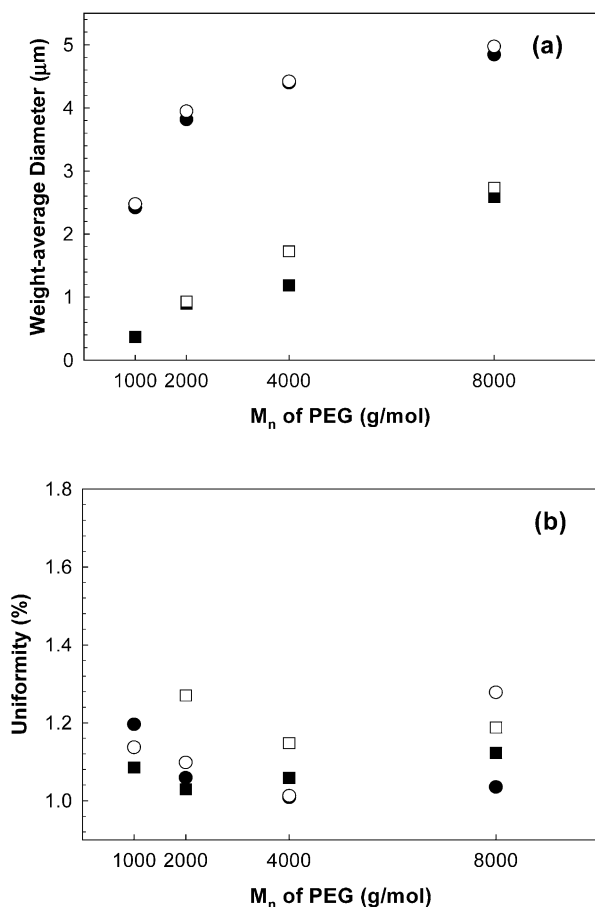 (a)
Weight-average Diameter (μm)
5
4
3
2
1
0
1000 2000 4000 8000
Mₙ of PEG (g/mol)
(b)
Uniformity (%)
1.8
1.6
1.4
1.2
1.0
1000 2000 4000 8000
Mₙ of PEG (g/mol)